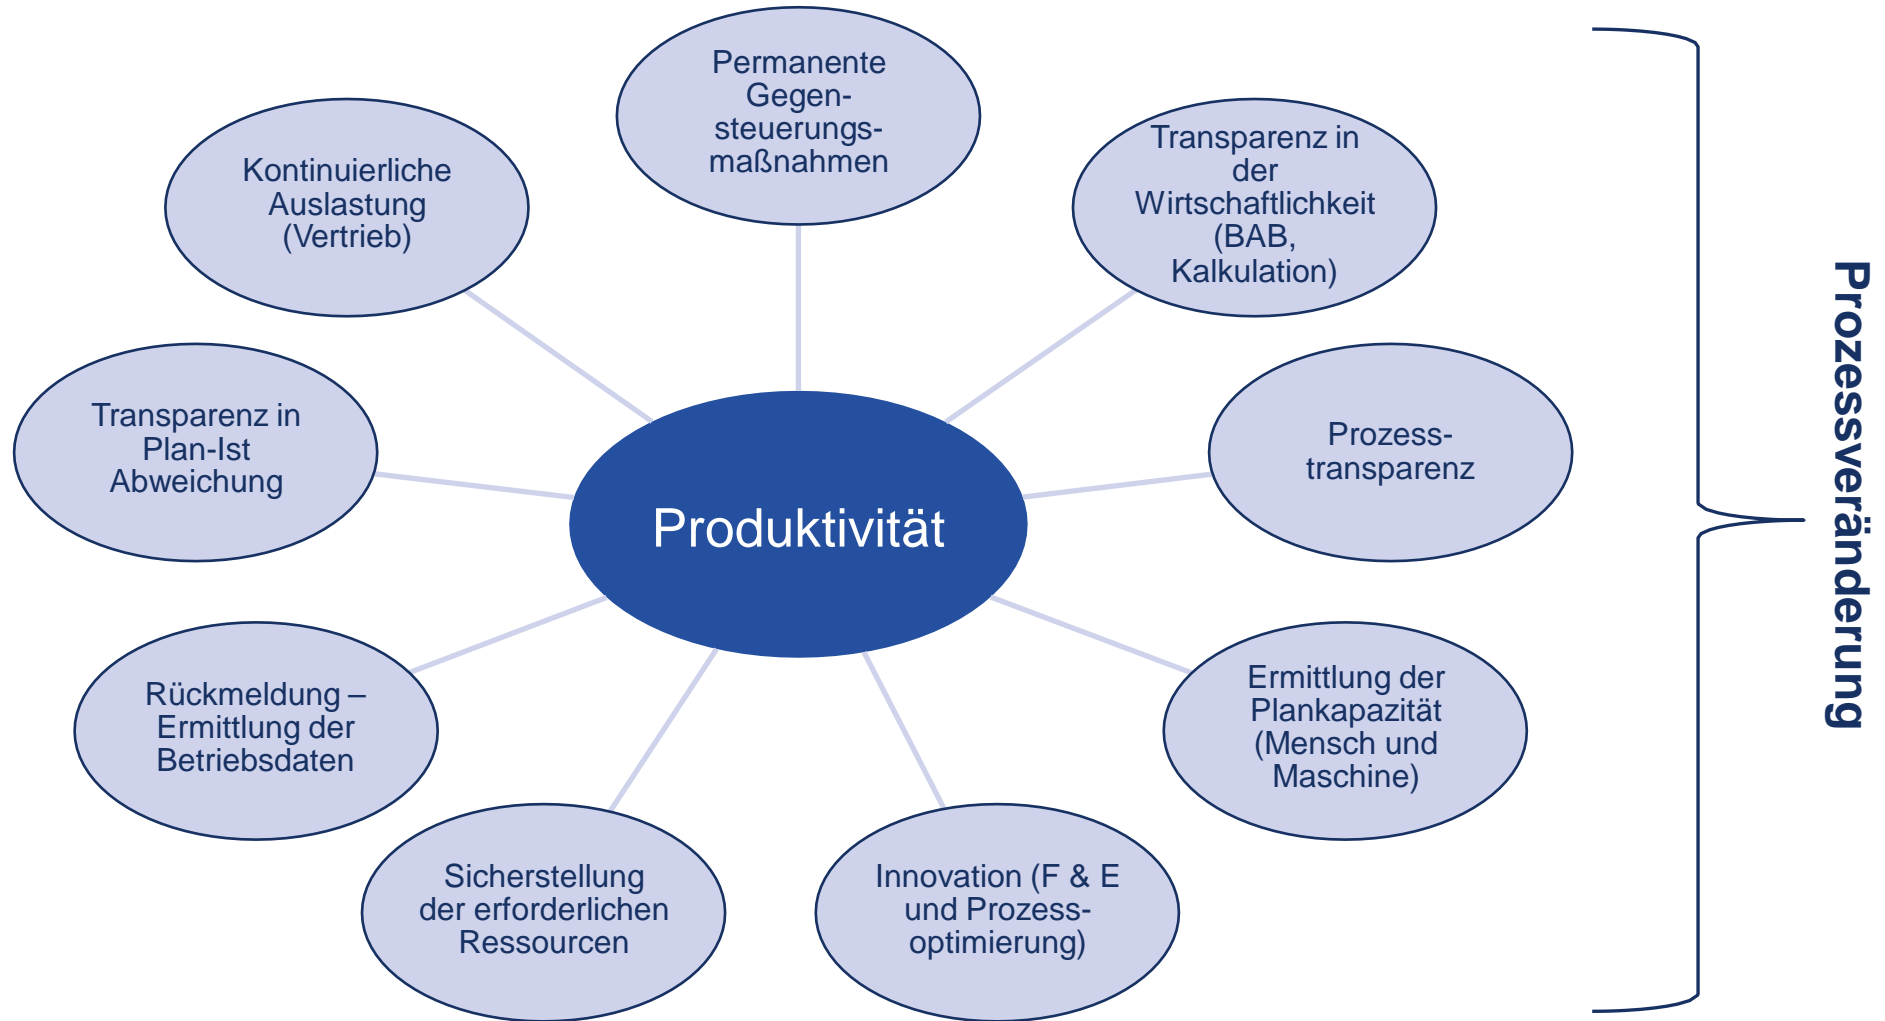 Permanente
Gegen-
steuerungs-
maßnahmen
Transparenz in
der
Wirtschaftlichkeit
(BAB,
Kalkulation)
Prozess-
transparenz
Ermittlung der
Plankapazität
(Mensch und
Maschine)
Innovation (F & E
und Prozess-
optimierung)
Sicherstellung
der erforderlichen
Ressourcen
Rückmeldung –
Ermittlung der
Betriebsdaten
Transparenz in
Plan-Ist
Abweichung
Kontinuierliche
Auslastung
(Vertrieb)
Produktivität
Prozessveränderung